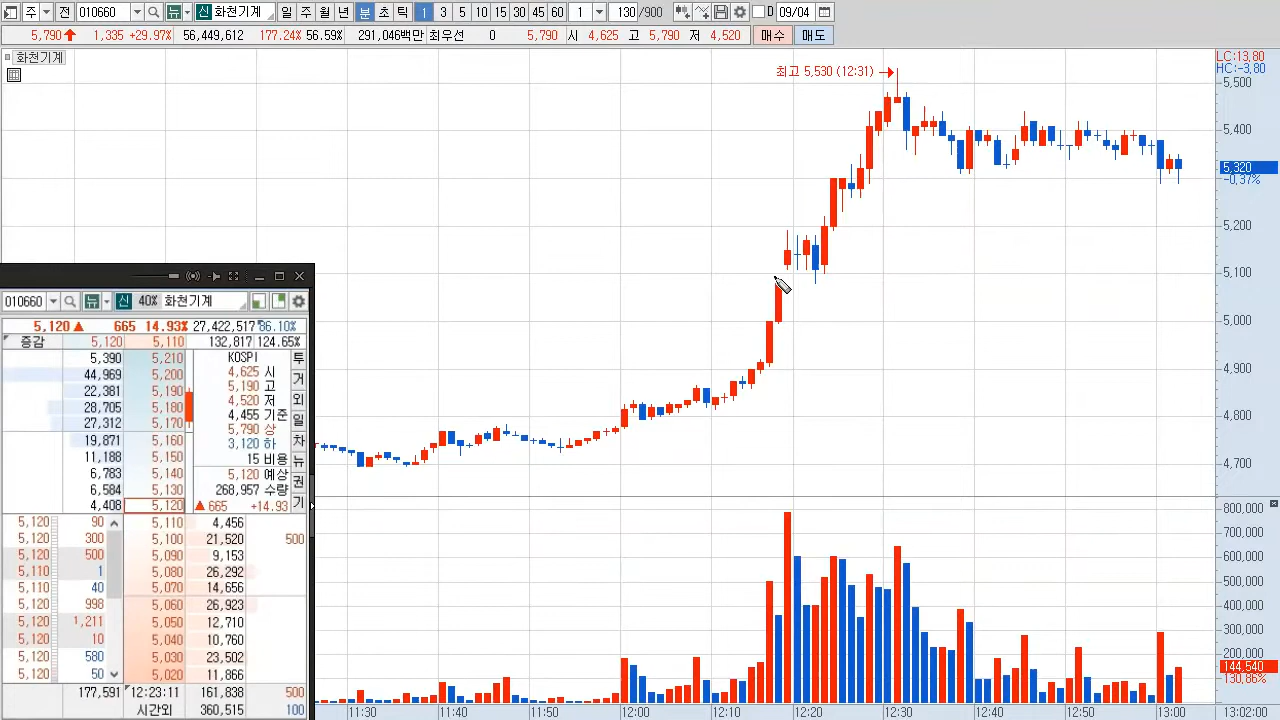 주 전 010660 뉴 신 화천기계 일 주 월 년 분 초 틱 1 3 5 10 15 30 45 60 1 130 /900 D 09/04
5,790 1,335 +29.97% 56,449,612 177.24% 56.59% 291,046백만 최우선 0 5,790 시 4,625 고 5,790 저 4,520 매수 매도
화천기계
LC:13,80
HC:-3,80
최고 5,530 (12:31)
5,500
5,400
5,320
-0,37%
5,200
5,100
5,000
4,900
4,800
4,700
010660 뉴 신 40% 화천기계
5,120 ▲ 665 14.93% 27,422,517 86.10%
증감 5,120 5,110 132,817 124.65%
5,390 5,210 KOSPI 투
44,969 5,200 4,625 시 거
22,381 5,190 5,190 고 외
28,705 5,180 4,520 저
27,312 5,170 4,455 기준 일
19,871 5,160 5,790 상 차
11,188 5,150 3,120 하
6,783 5,140 15 비용 뉴
6,584 5,130 5,120 예상 권
4,408 5,120 268,957 수량
▲ 665 +14.93 기
5,120 90 5,110 4,456
5,120 300 5,100 21,520 500
5,120 500 5,090 9,153
5,110 1 5,080 26,292
5,110 40 5,070 14,656
5,120 998 5,060 26,923
5,120 1,211 5,050 12,710
5,120 10 5,040 10,760
5,120 580 5,030 23,502
5,120 50 5,020 11,866
177,591 12:23:11 161,838 500
시간외 360,515 100
800,000
700,000
600,000
500,000
400,000
300,000
200,000
144,540
130,86%
11:30 11:40 11:50 12:00 12:10 12:20 12:30 12:40 12:50 13:00 13:02:00